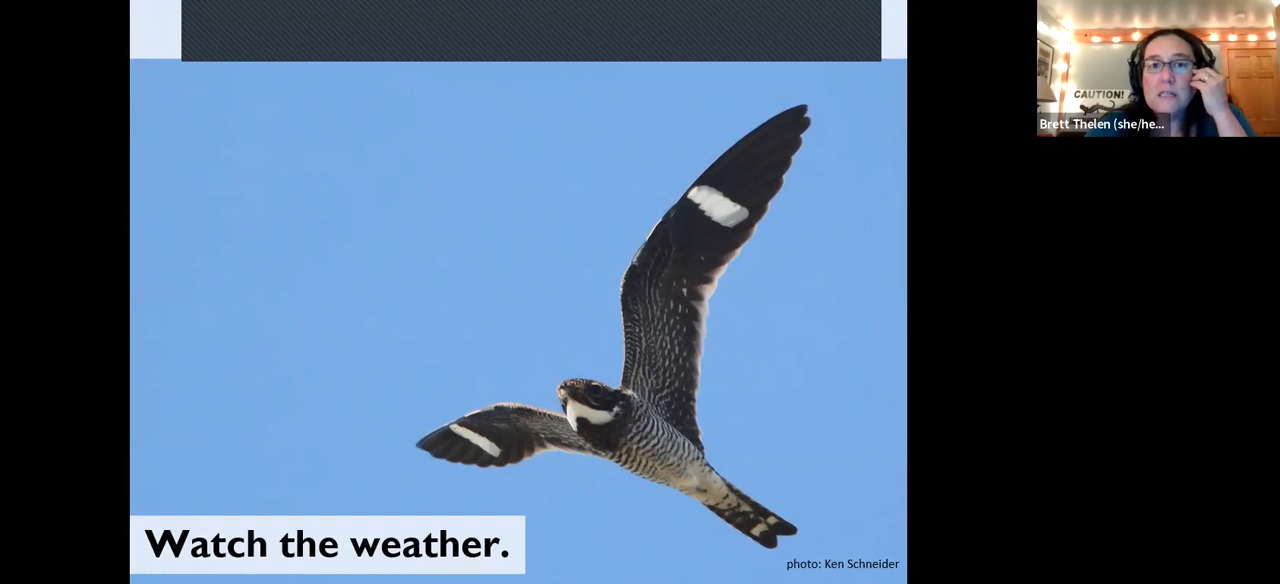 CAUTION!
Brett Thelen (she/he...
Watch the weather.
photo: Ken Schneider